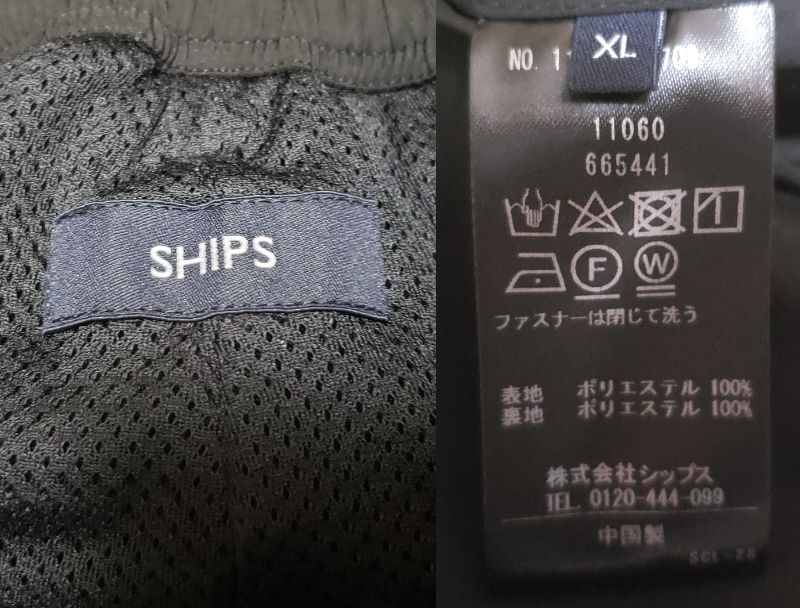 SHIPS
XL
NO. 11
11060
665441
F
W
ファスナーは閉じて洗う
表地 ポリエステル 100%
裏地 ポリエステル 100%
株式会社シップス
TEL. 0120-444-099
中国製